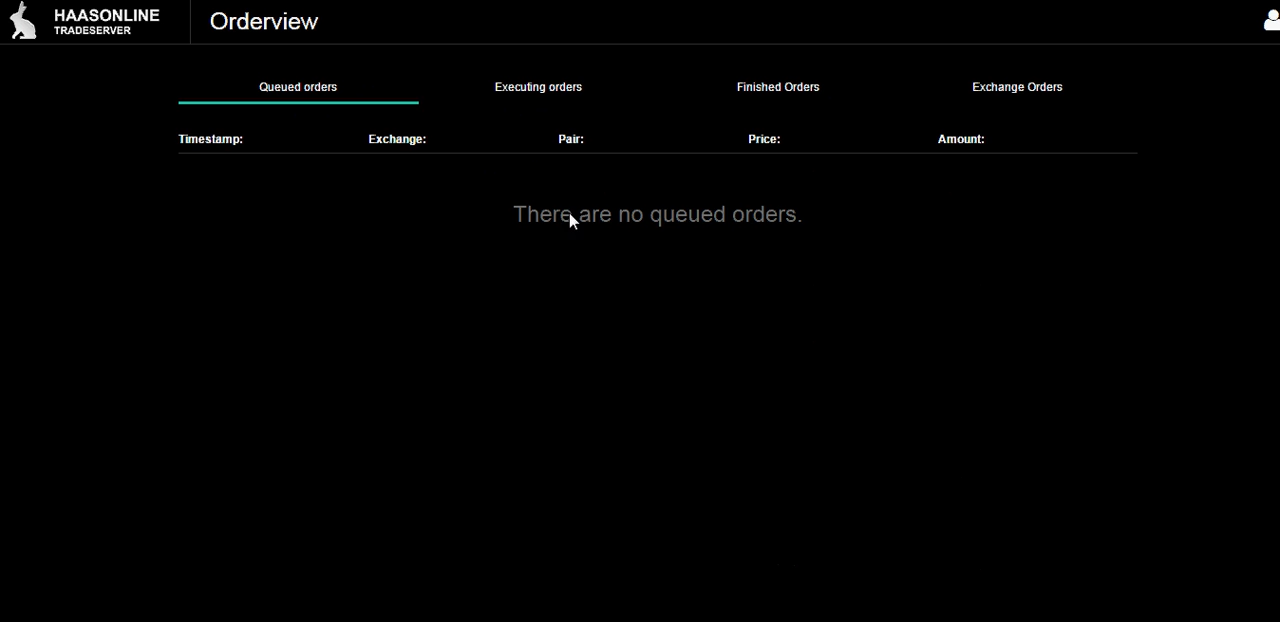 HAASONLINE
TRADESERVER
Orderview
Queued orders Executing orders Finished Orders Exchange Orders
Timestamp: Exchange: Pair: Price: Amount:
There are no queued orders.